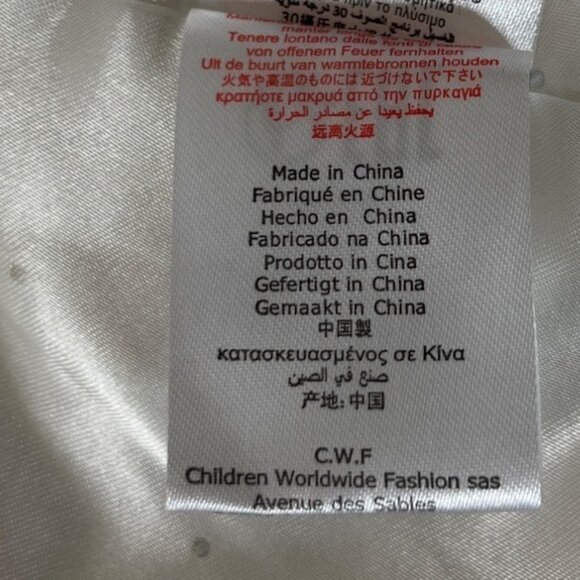 πριν το πλύσιμο
30
Tenere lontano dalle fonti di calore
von offenem Feuer fernhalten
Uit de buurt van warmtebronnen houden
火気や高温のものには近づけないで下さい
κρατήστε μακρυά από την πυρκαγιά
يحفظ بعيدا عن مصادر الحرارة
远离火源
Made in China
Fabriqué en Chine
Hecho en China
Fabricado na China
Prodotto in Cina
Gefertigt in China
Gemaakt in China
中国製
κατασκευασμένος σε Κίνα
صنع في الصين
产地: 中国
C.W.F
Children Worldwide Fashion sas
Avenue des Sables